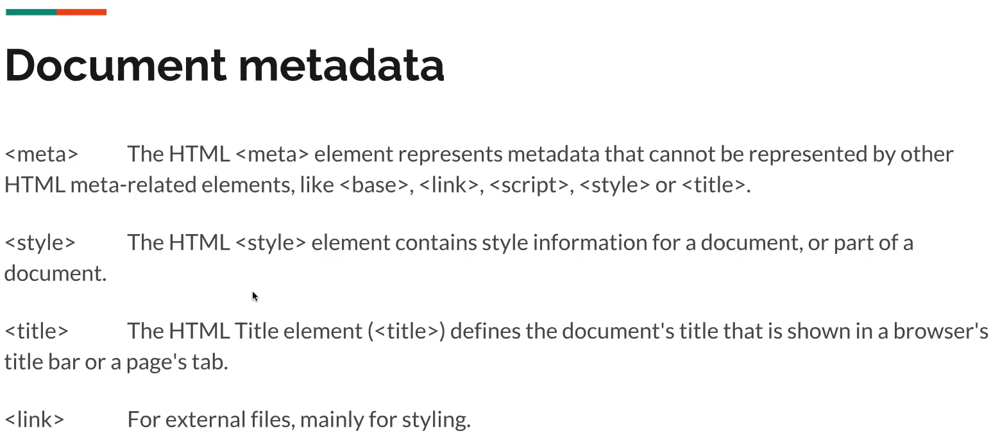 Document metadata
<meta> The HTML <meta> element represents metadata that cannot be represented by other
HTML meta-related elements, like <base>, <link>, <script>, <style> or <title>.
<style> The HTML <style> element contains style information for a document, or part of a
document.
<title> The HTML Title element (<title>) defines the document's title that is shown in a browser's
title bar or a page's tab.
<link> For external files, mainly for styling.